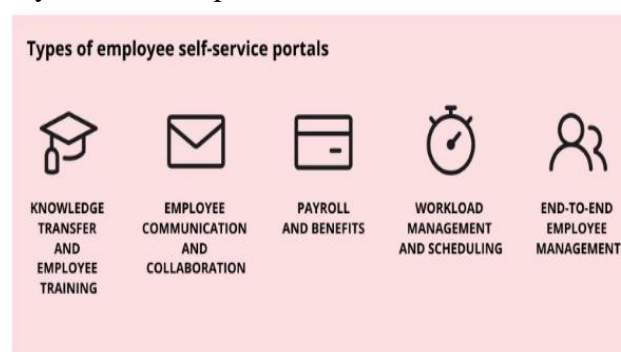 Types of employee self-service portals
KNOWLEDGE
TRANSFER
AND
EMPLOYEE
TRAINING
EMPLOYEE
COMMUNICATION
AND
COLLABORATION
PAYROLL
AND BENEFITS
WORKLOAD
MANAGEMENT
AND SCHEDULING
END-TO-END
EMPLOYEE
MANAGEMENT